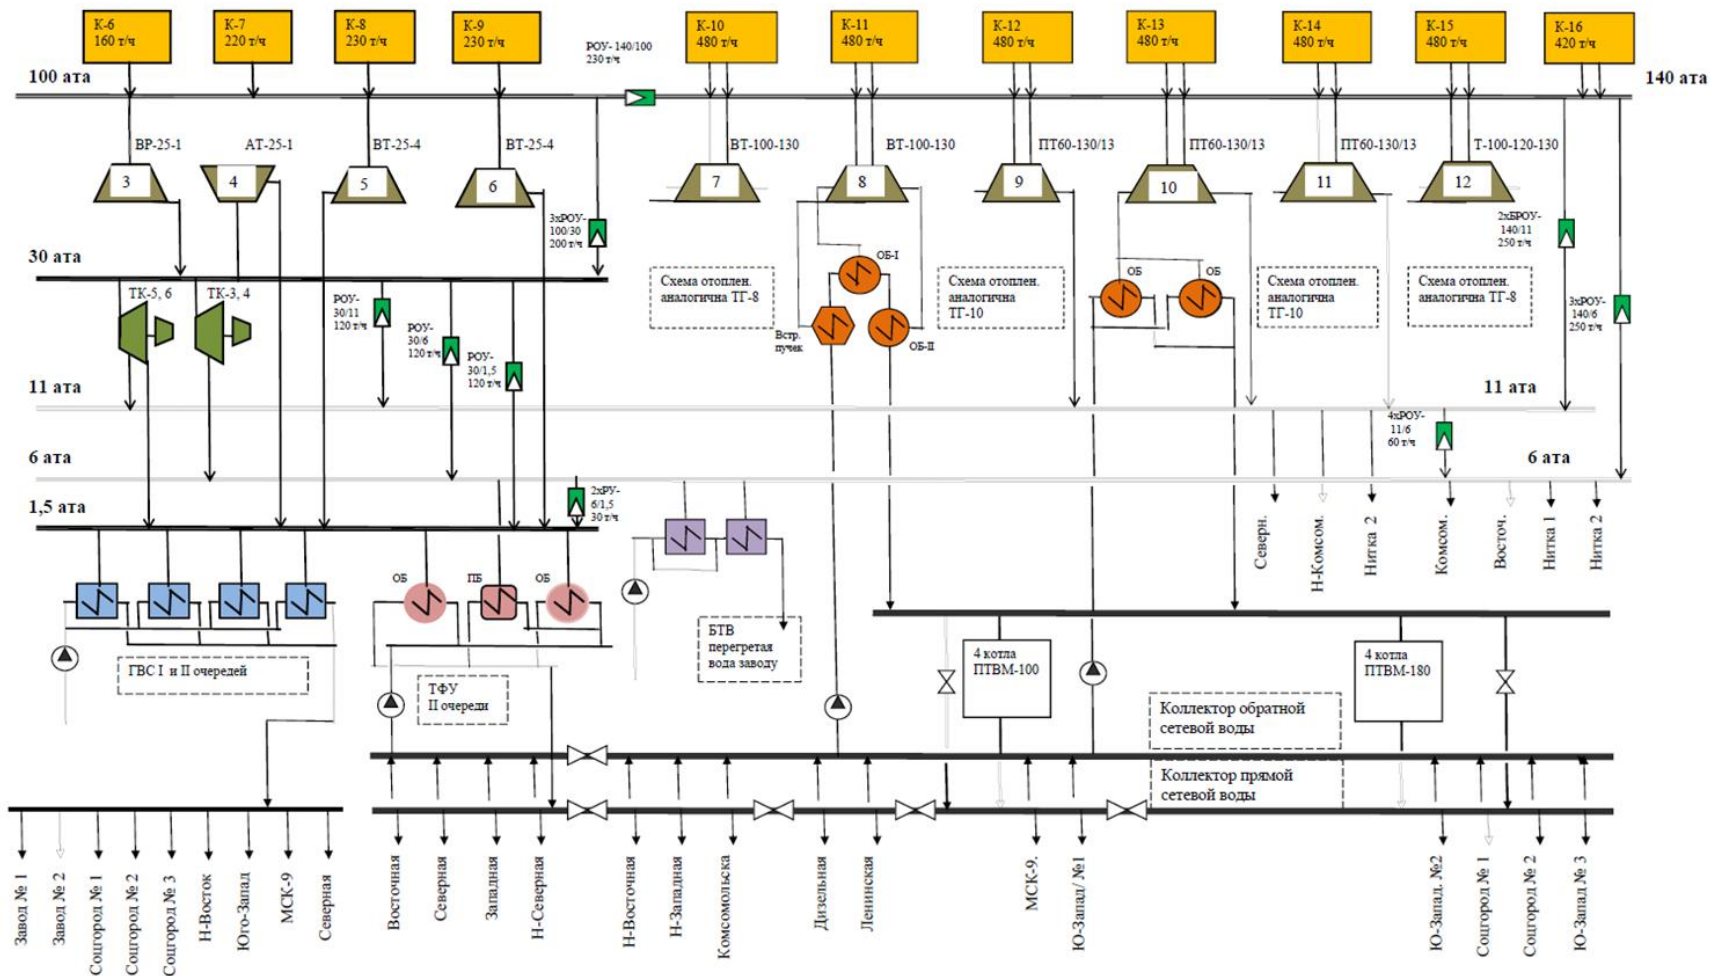 К-6
160 т/ч
К-7
220 т/ч
К-8
230 т/ч
К-9
230 т/ч
К-10
480 т/ч
К-11
480 т/ч
К-12
480 т/ч
К-13
480 т/ч
К-14
480 т/ч
К-15
480 т/ч
К-16
420 т/ч
РОУ- 140/100
230 т/ч
100 ата
140 ата
ВР-25-1
АТ-25-1
ВТ-25-4
ВТ-25-4
ВТ-100-130
ВТ-100-130
ПТ60-130/13
ПТ60-130/13
ПТ60-130/13
Т-100-120-130
3
4
5
6
7
8
9
10
11
12
3хРОУ-
100/30
200 т/ч
2хБРОУ-
140/11
250 т/ч
30 ата
ТК-5, 6
ТК-3, 4
РОУ-
30/11
120 т/ч
РОУ-
30/6
120 т/ч
РОУ-
30/1,5
120 т/ч
Схема отоплен.
аналогична ТГ-8
ОБ-I
Встр.
пучек
ОБ-II
Схема отоплен.
аналогична
ТГ-10
ОБ
ОБ
Схема отоплен.
аналогична
ТГ-10
Схема отоплен.
аналогична ТГ-8
3хРОУ-
140/6
250 т/ч
11 ата
11 ата
4хРОУ-
11/6
60 т/ч
6 ата
6 ата
2хРУ-
6/1,5
30 т/ч
1,5 ата
Северн.
Н-Комсом.
Нитка 2
Комсом.
Восточ.
Нитка 1
Нитка 2
ОБ
ПБ
ОБ
ГВС I и II очередей
ТФУ
II очереди
БТВ
перегретая
вода заводу
4 котла
ПТВМ-100
4 котла
ПТВМ-180
Коллектор обратной
сетевой воды
Коллектор прямой
сетевой воды
Завод № 1
Завод № 2
Соцгород № 1
Соцгород № 2
Соцгород № 3
Н-Восток
Юго-Запад
МСК-9
Северная
Восточная
Северная
Западная
Н-Северная
Н-Восточная
Н-Западная
Комсомольска
Дизельная
Ленинская
МСК-9.
Ю-Запад/ №1
Ю-Запад. №2
Соцгород № 1
Соцгород № 2
Ю-Запад № 3